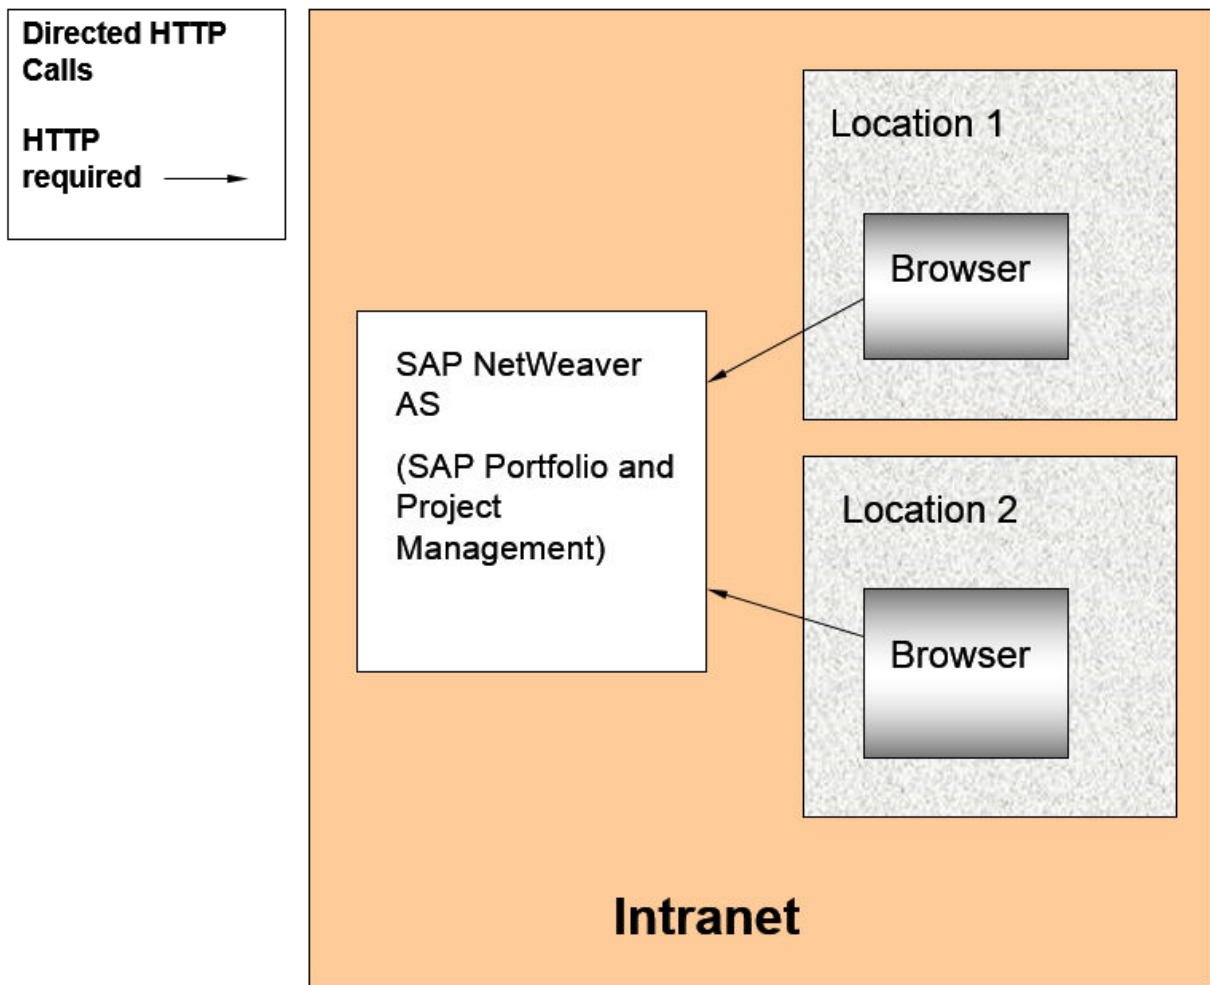 Directed HTTP
Calls
HTTP
required
Location 1
Browser
SAP NetWeaver
AS
(SAP Portfolio and
Project
Management)
Location 2
Browser
Intranet